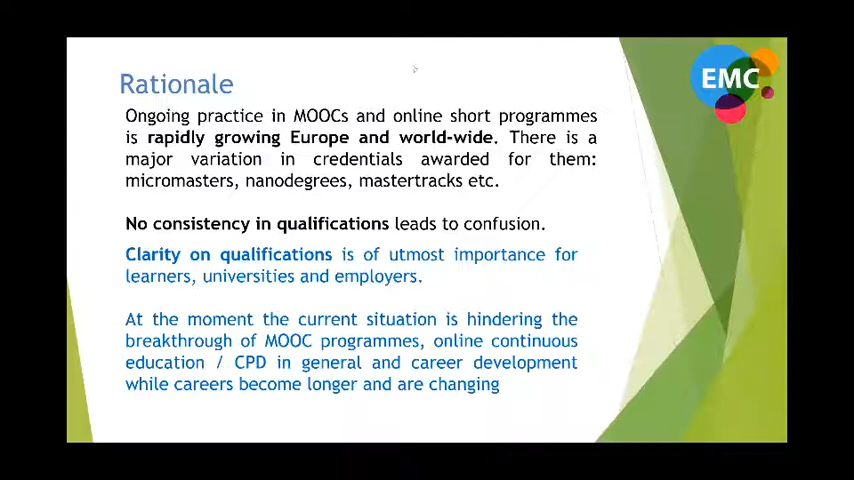 EMC
Rationale
Ongoing practice in MOOCs and online short programmes
is rapidly growing Europe and world-wide. There is a
major variation in credentials awarded for them:
micromasters, nanodegrees, mastertracks etc.
No consistency in qualifications leads to confusion.
Clarity on qualifications is of utmost importance for
learners, universities and employers.
At the moment the current situation is hindering the
breakthrough of MOOC programmes, online continuous
education / CPD in general and career development
while careers become longer and are changing